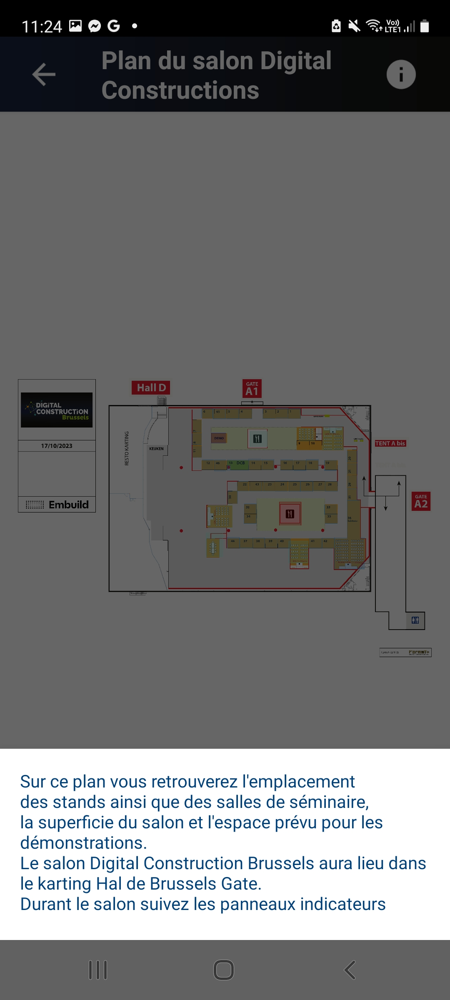 11:24
Vo))
LTE1
Plan du salon Digital
Constructions
Hall D
GATE
A1
DIGITAL
CONSTRUCTION
Brussels
17/10/2023
Embuild
RESTO KARTING
KEUKEN
6 45 5 4 3 2 1
7
8
11
DEMO
9 10
TENT A bis
12 46 13 DCB 14 15 16 17 18 19
20
21
29
31
22 43 23 24 25 26 27 28
30
GATE
A2
32 33
34 35
36
44 37 38 39 40 41 42
Format+
Sur ce plan vous retrouverez l'emplacement
des stands ainsi que des salles de séminaire,
la superficie du salon et l'espace prévu pour les
démonstrations.
Le salon Digital Construction Brussels aura lieu dans
le karting Hal de Brussels Gate.
Durant le salon suivez les panneaux indicateurs